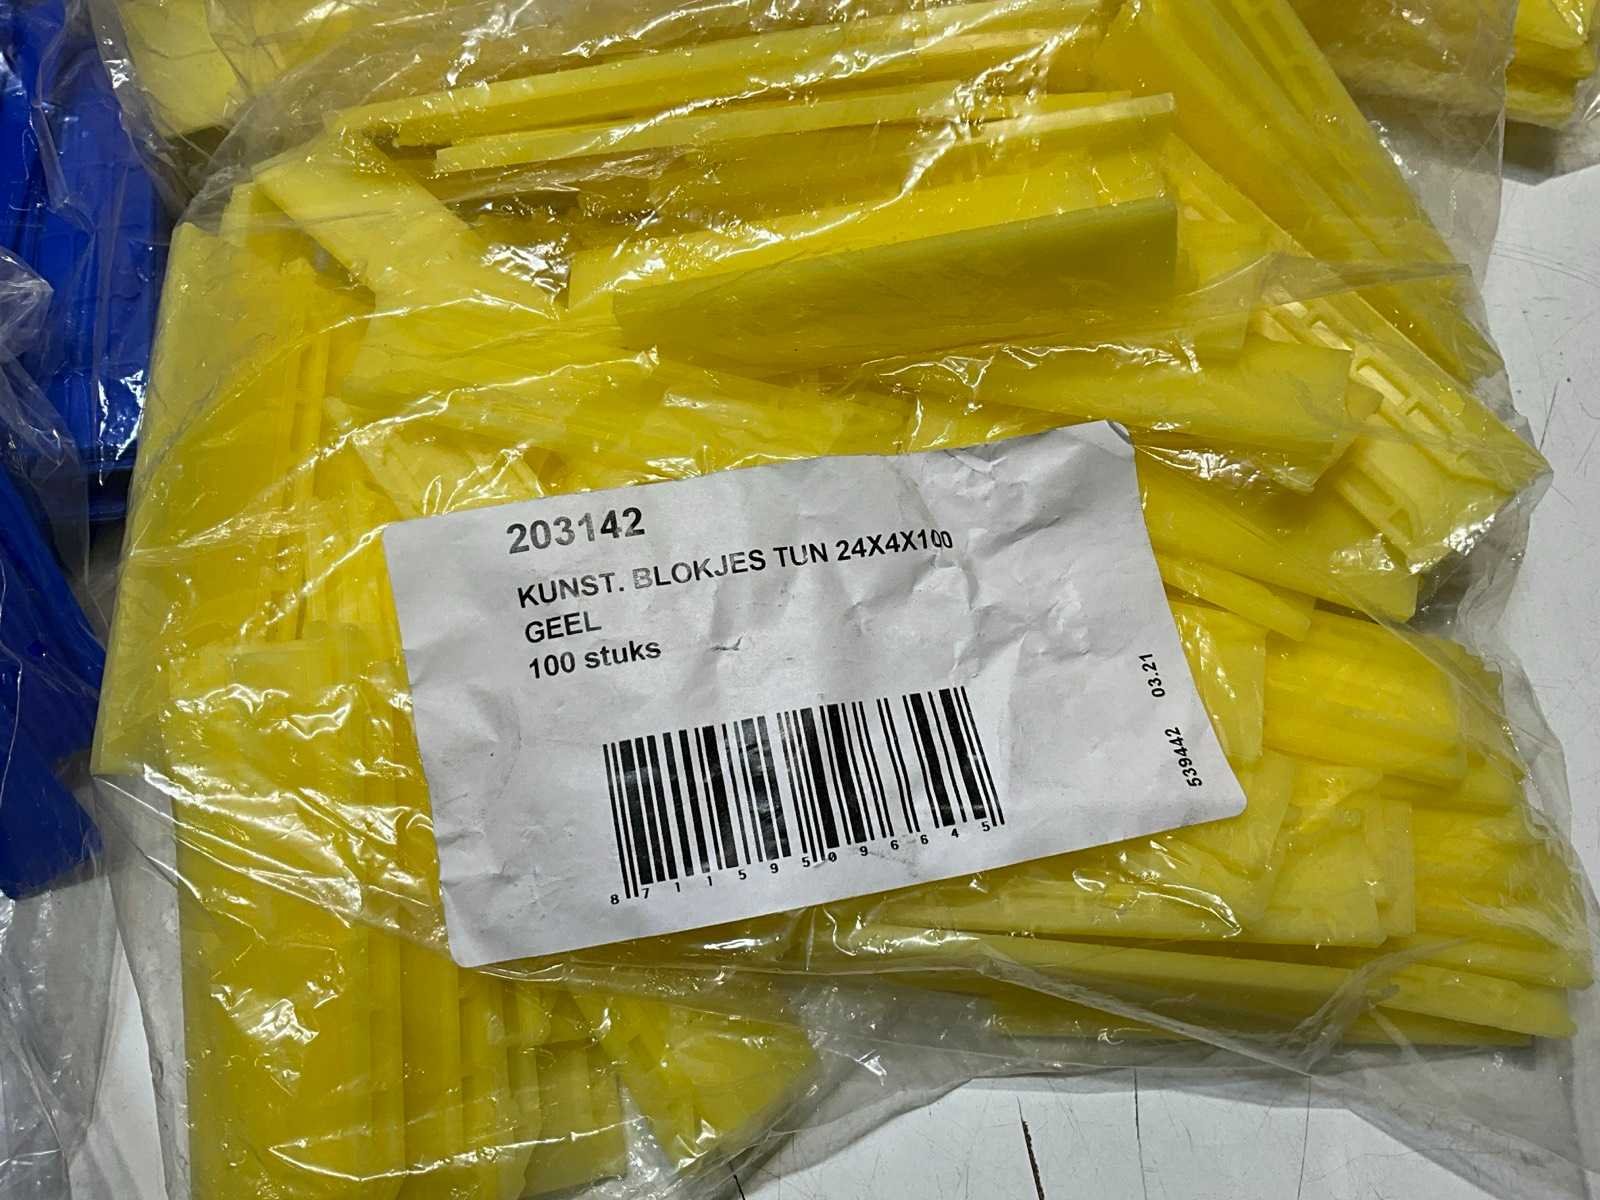 203142
KUNST. BLOKJES TUN 24X4X100
GEEL
100 stuks
8711595096645
539442 03.21